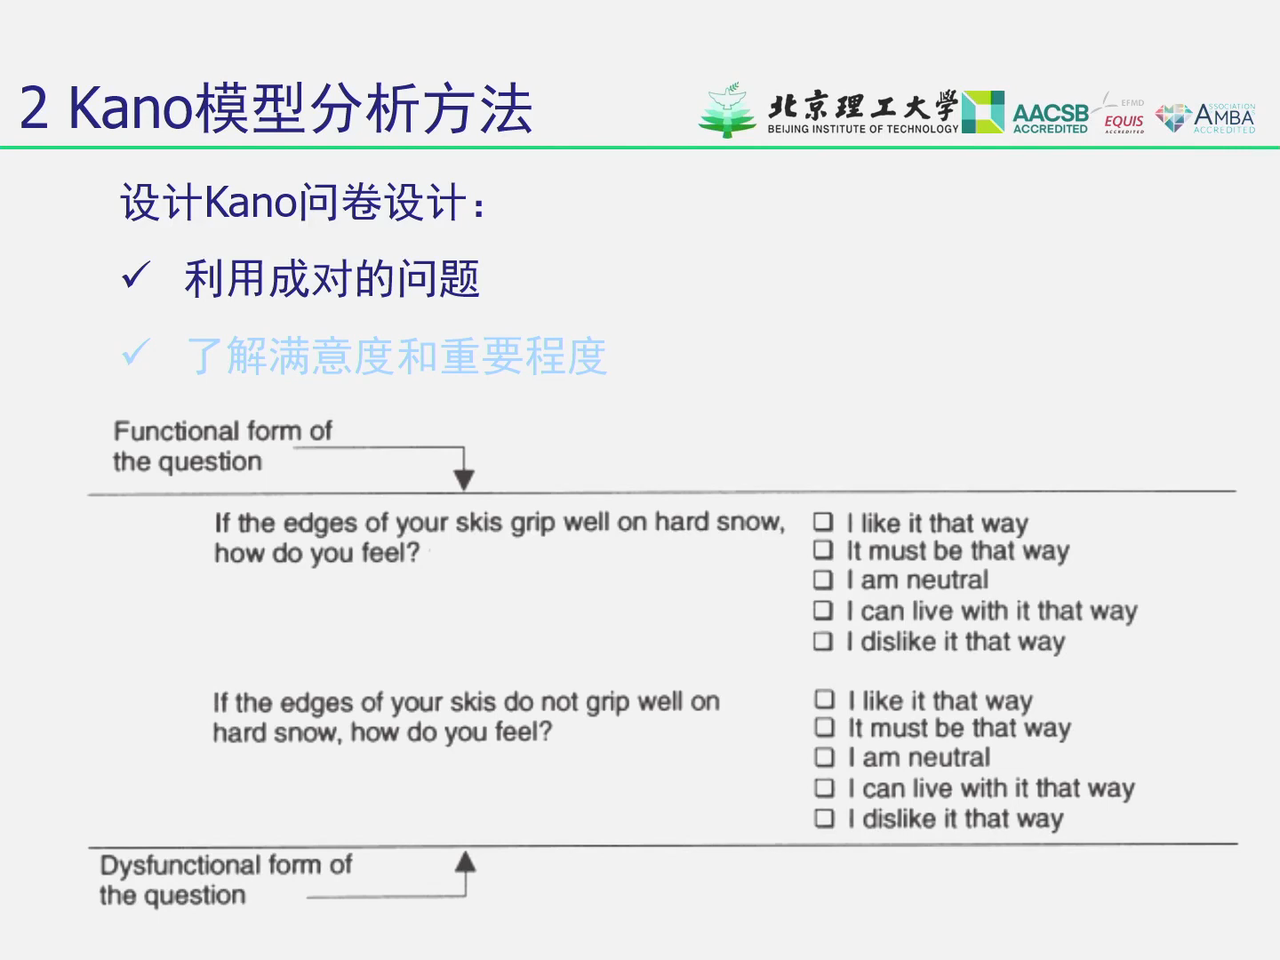 2 Kano模型分析方法
北京理工大学
BEIJING INSTITUTE OF TECHNOLOGY
AACSB
ACCREDITED
EFMD
EQUIS
ACCREDITED
ASSOCIATION
AMBA
ACCREDITED
设计Kano问卷设计：
✓ 利用成对的问题
✓ 了解满意度和重要程度
Functional form of
the question
If the edges of your skis grip well on hard snow,
how do you feel?
❑ I like it that way
❑ It must be that way
❑ I am neutral
❑ I can live with it that way
❑ I dislike it that way
If the edges of your skis do not grip well on
hard snow, how do you feel?
❑ I like it that way
❑ It must be that way
❑ I am neutral
❑ I can live with it that way
❑ I dislike it that way
Dysfunctional form of
the question